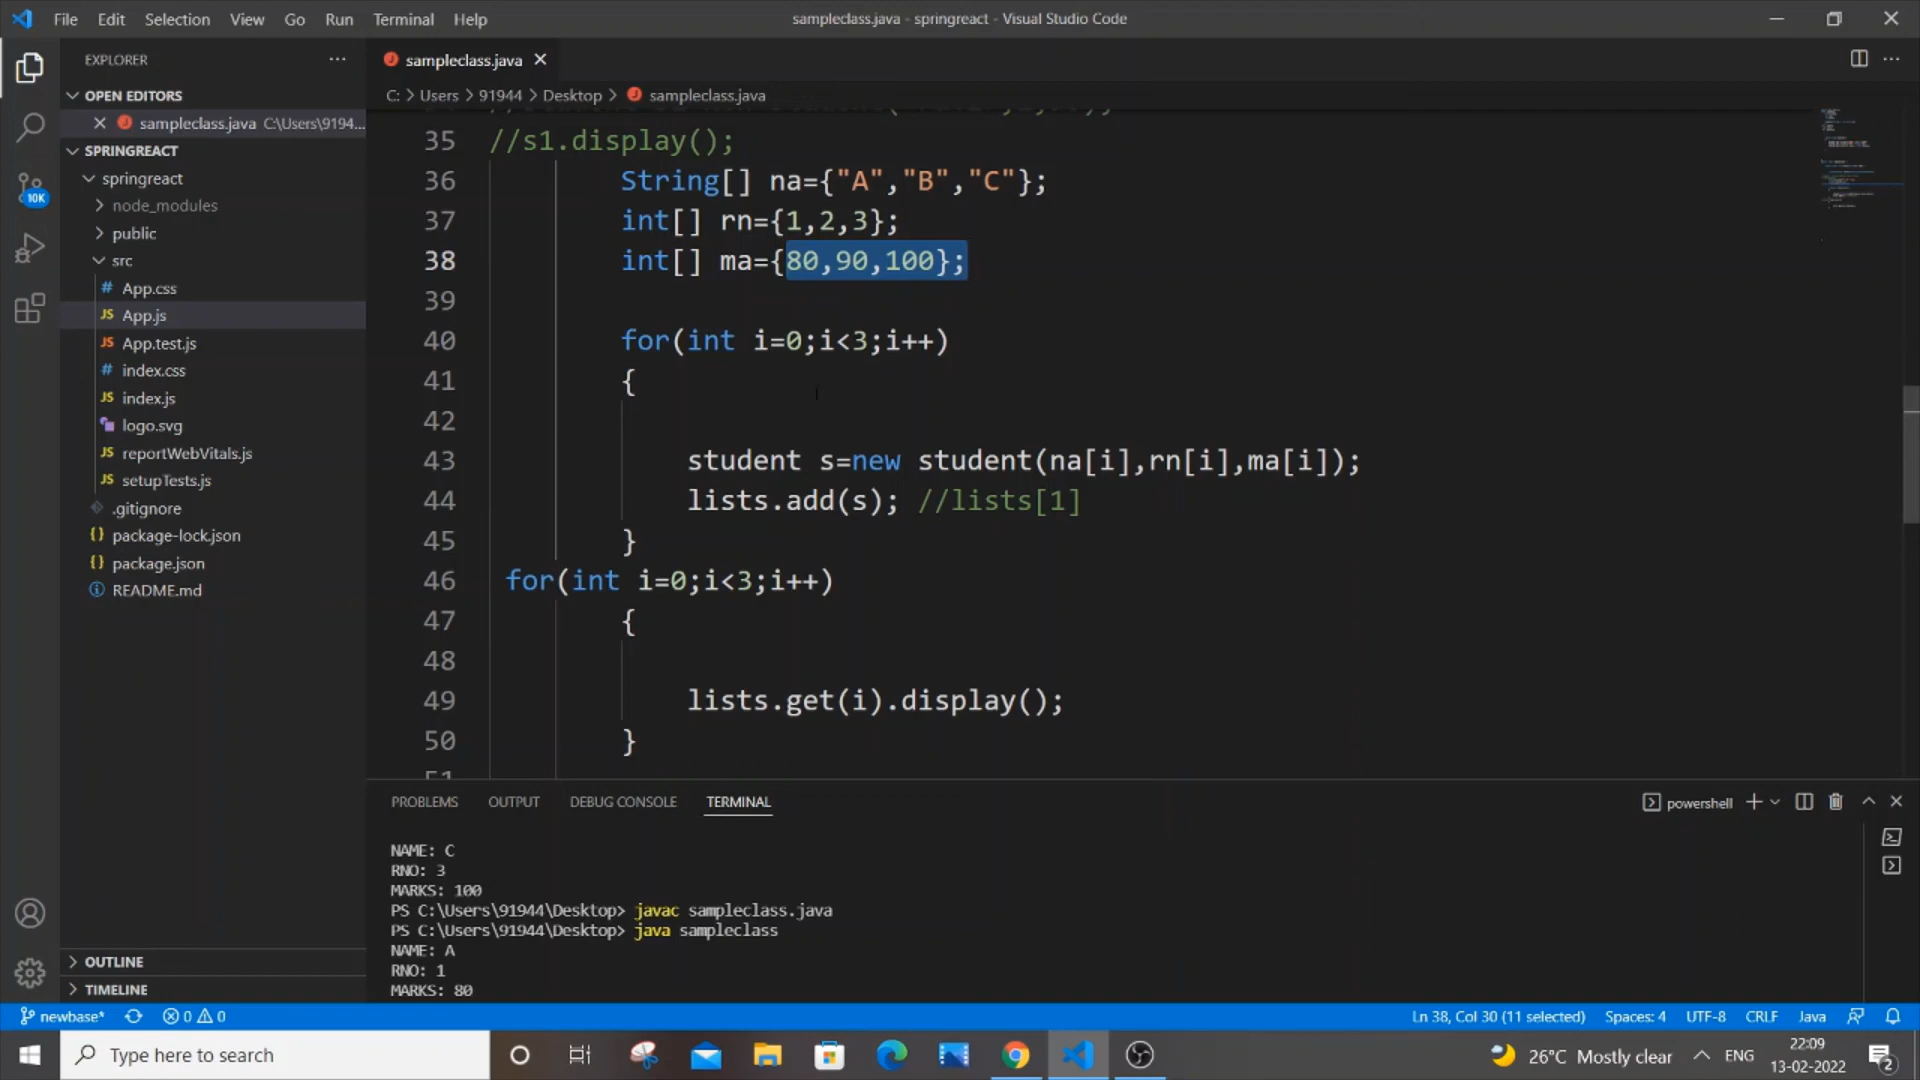 File Edit Selection View Go Run Terminal Help
sampleclass.java - springreact - Visual Studio Code
EXPLORER
OPEN EDITORS
sampleclass.java C:\Users\9194...
SPRINGREACT
springreact
node_modules
public
src
# App.css
JS App.js
JS App.test.js
# index.css
JS index.js
logo.svg
JS reportWebVitals.js
JS setupTests.js
.gitignore
{} package-lock.json
{} package.json
README.md
OUTLINE
TIMELINE
10K
sampleclass.java
C: > Users > 91944 > Desktop > sampleclass.java
35 //s1.display();
36 String[] na={"A","B","C"};
37 int[] rn={1,2,3};
38 int[] ma={80,90,100};
39
40 for(int i=0;i<3;i++)
41 {
42
43 student s=new student(na[i],rn[i],ma[i]);
44 lists.add(s); //lists[1]
45 }
46 for(int i=0;i<3;i++)
47 {
48
49 lists.get(i).display();
50 }
51
PROBLEMS OUTPUT DEBUG CONSOLE TERMINAL
powershell
NAME: C
RNO: 3
MARKS: 100
PS C:\Users\91944\Desktop> javac sampleclass.java
PS C:\Users\91944\Desktop> java sampleclass
NAME: A
RNO: 1
MARKS: 80
newbase* 0 0
Ln 38, Col 30 (11 selected) Spaces: 4 UTF-8 CRLF Java
Type here to search
26°C Mostly clear
ENG
22:09
13-02-2022
2